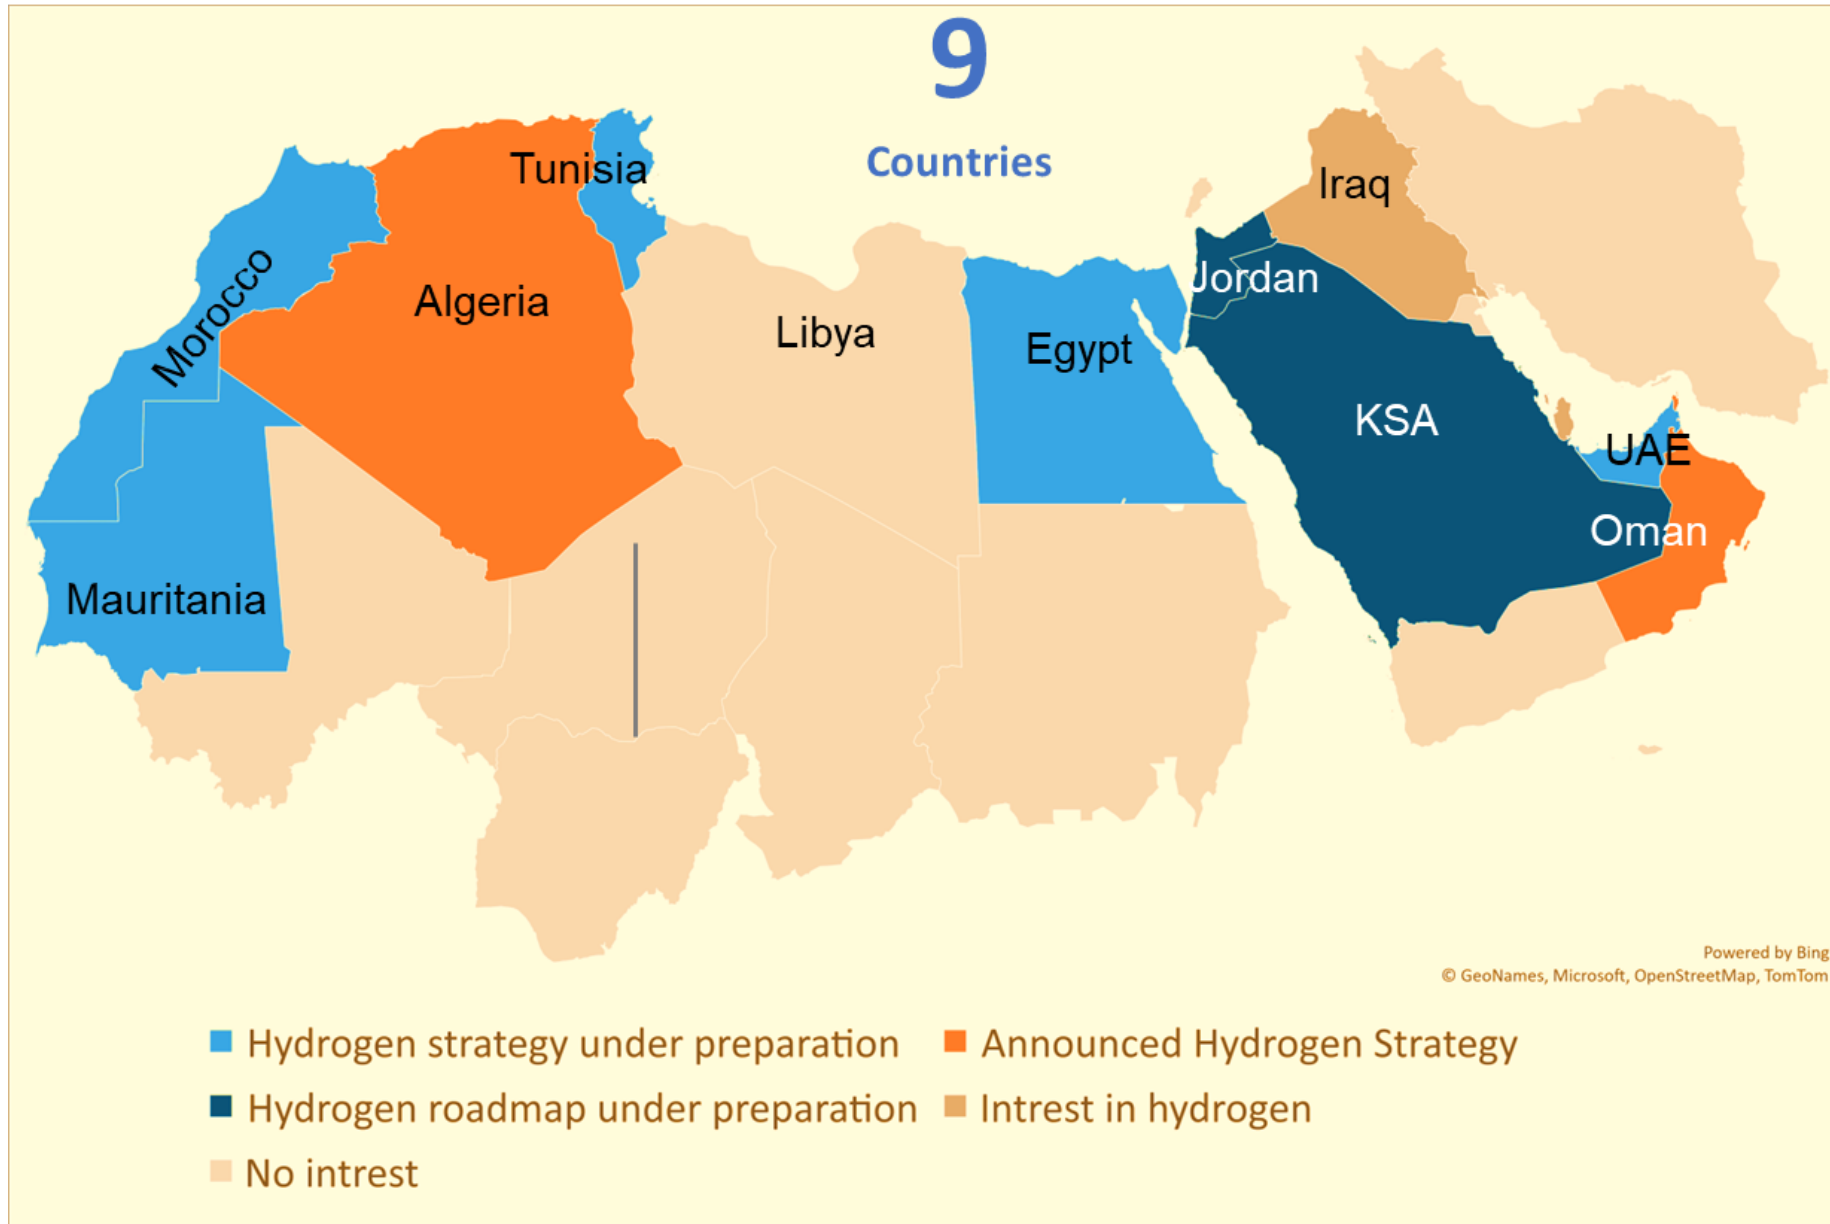 9
Countries
Tunisia
Iraq
Morocco
Algeria
Jordan
Libya
Egypt
KSA
UAE
Oman
Mauritania
Powered by Bing
© GeoNames, Microsoft, OpenStreetMap, TomTom
Hydrogen strategy under preparation
Announced Hydrogen Strategy
Hydrogen roadmap under preparation
Intrest in hydrogen
No intrest